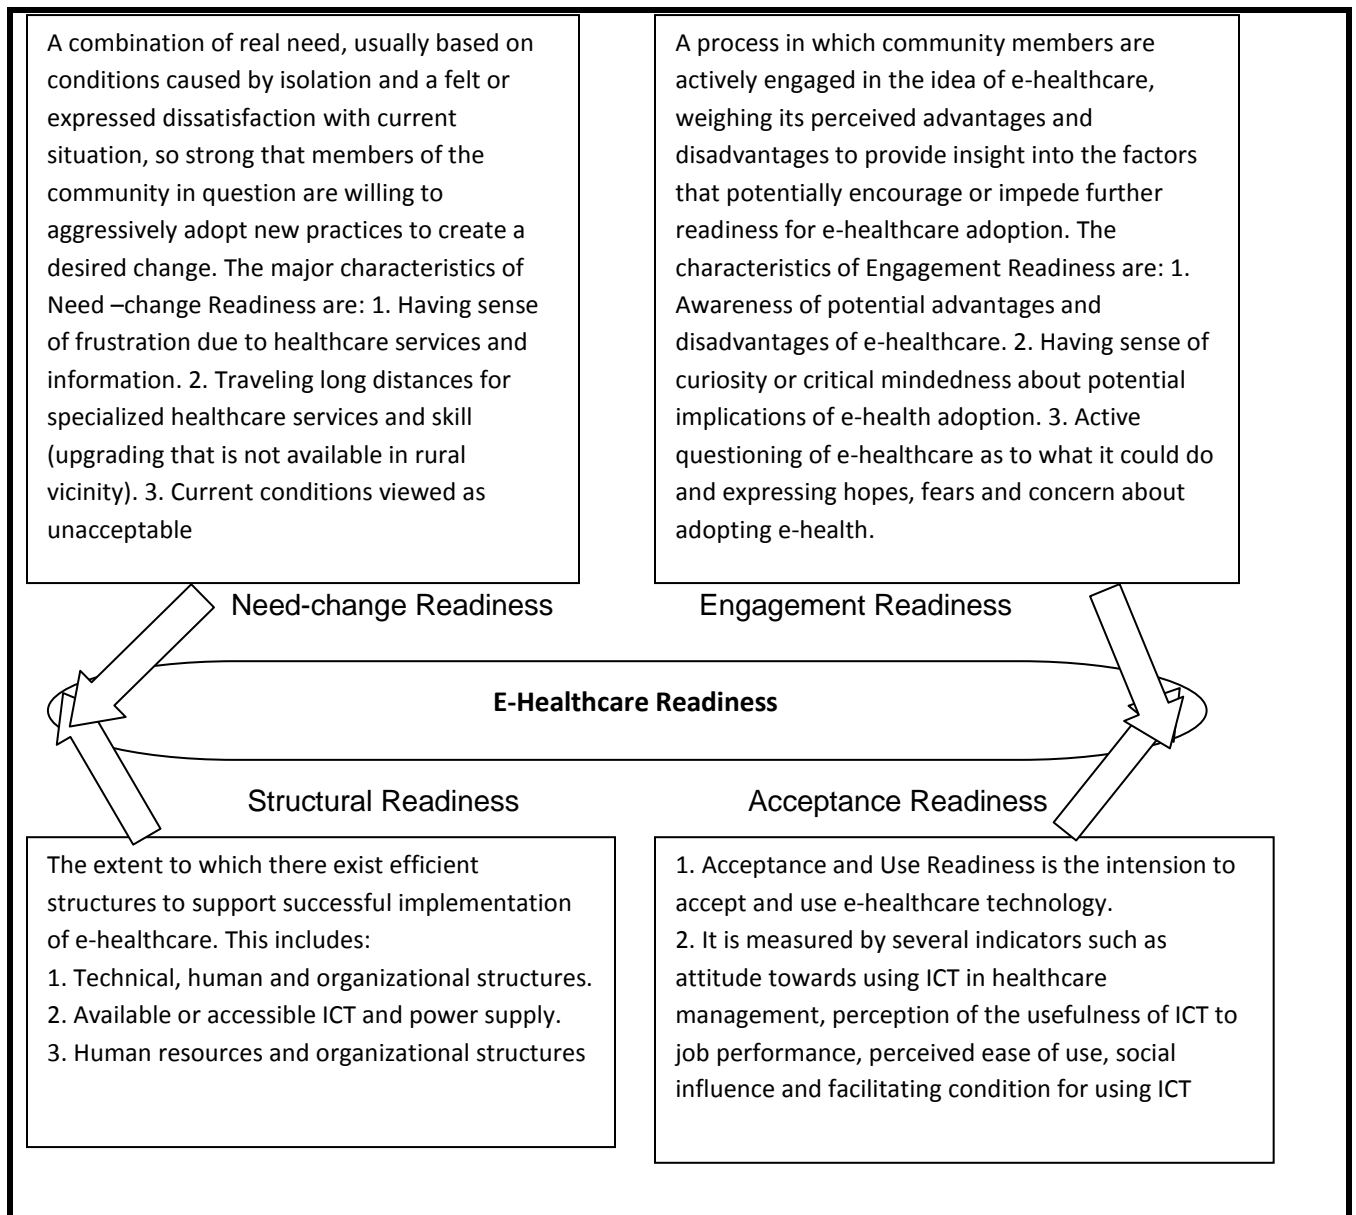 A combination of real need, usually based on
conditions caused by isolation and a felt or
expressed dissatisfaction with current
situation, so strong that members of the
community in question are willing to
aggressively adopt new practices to create a
desired change. The major characteristics of
Need –change Readiness are: 1. Having sense
of frustration due to healthcare services and
information. 2. Traveling long distances for
specialized healthcare services and skill
(upgrading that is not available in rural
vicinity). 3. Current conditions viewed as
unacceptable
A process in which community members are
actively engaged in the idea of e-healthcare,
weighing its perceived advantages and
disadvantages to provide insight into the factors
that potentially encourage or impede further
readiness for e-healthcare adoption. The
characteristics of Engagement Readiness are: 1.
Awareness of potential advantages and
disadvantages of e-healthcare. 2. Having sense of
curiosity or critical mindedness about potential
implications of e-health adoption. 3. Active
questioning of e-healthcare as to what it could do
and expressing hopes, fears and concern about
adopting e-health.
Need-change Readiness
Engagement Readiness
E-Healthcare Readiness
Structural Readiness
Acceptance Readiness
The extent to which there exist efficient
structures to support successful implementation
of e-healthcare. This includes:
1. Technical, human and organizational structures.
2. Available or accessible ICT and power supply.
3. Human resources and organizational structures
1. Acceptance and Use Readiness is the intension to
accept and use e-healthcare technology.
2. It is measured by several indicators such as
attitude towards using ICT in healthcare
management, perception of the usefulness of ICT to
job performance, perceived ease of use, social
influence and facilitating condition for using ICT